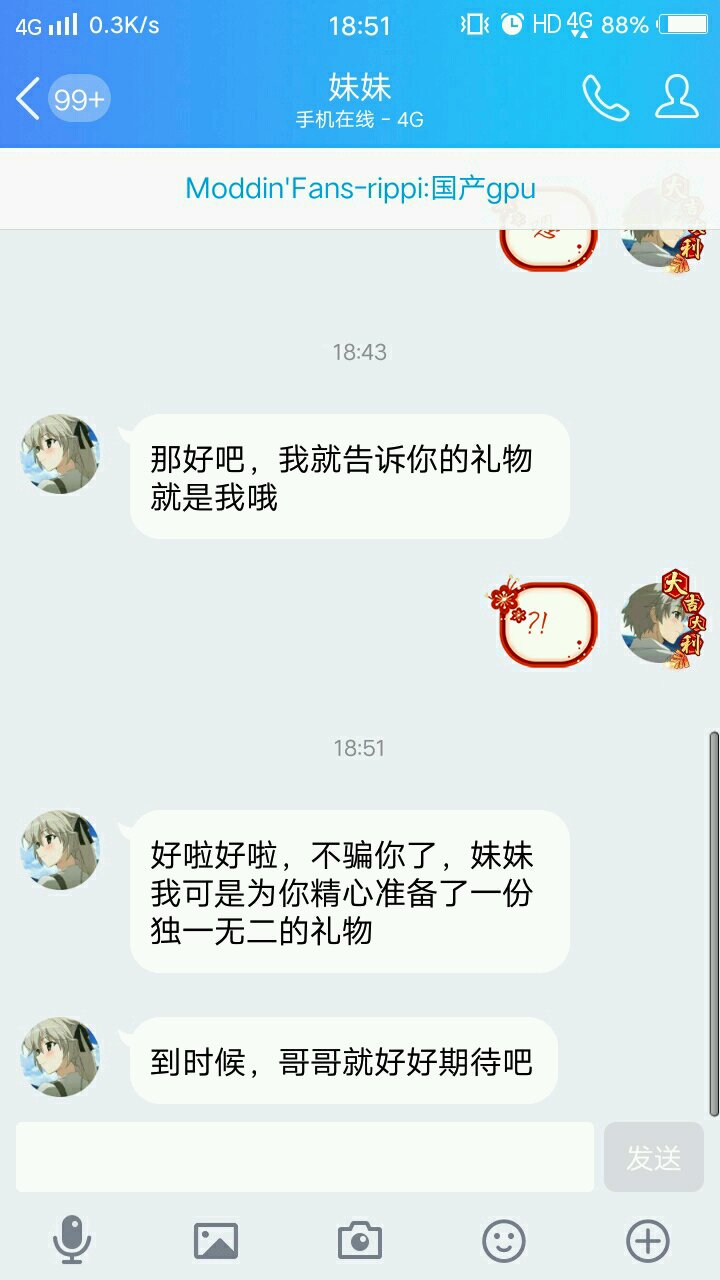 4G 0.3K/s 18:51 HD 4G 88%
99+
妹妹
手机在线 - 4G
Moddin'Fans-rippi:国产gpu
大吉大利
18:43
那好吧，我就告诉你的礼物
就是我哦
?!
大吉大利
18:51
好啦好啦，不骗你了，妹妹
我可是为你精心准备了一份
独一无二的礼物
到时候，哥哥就好好期待吧
发送